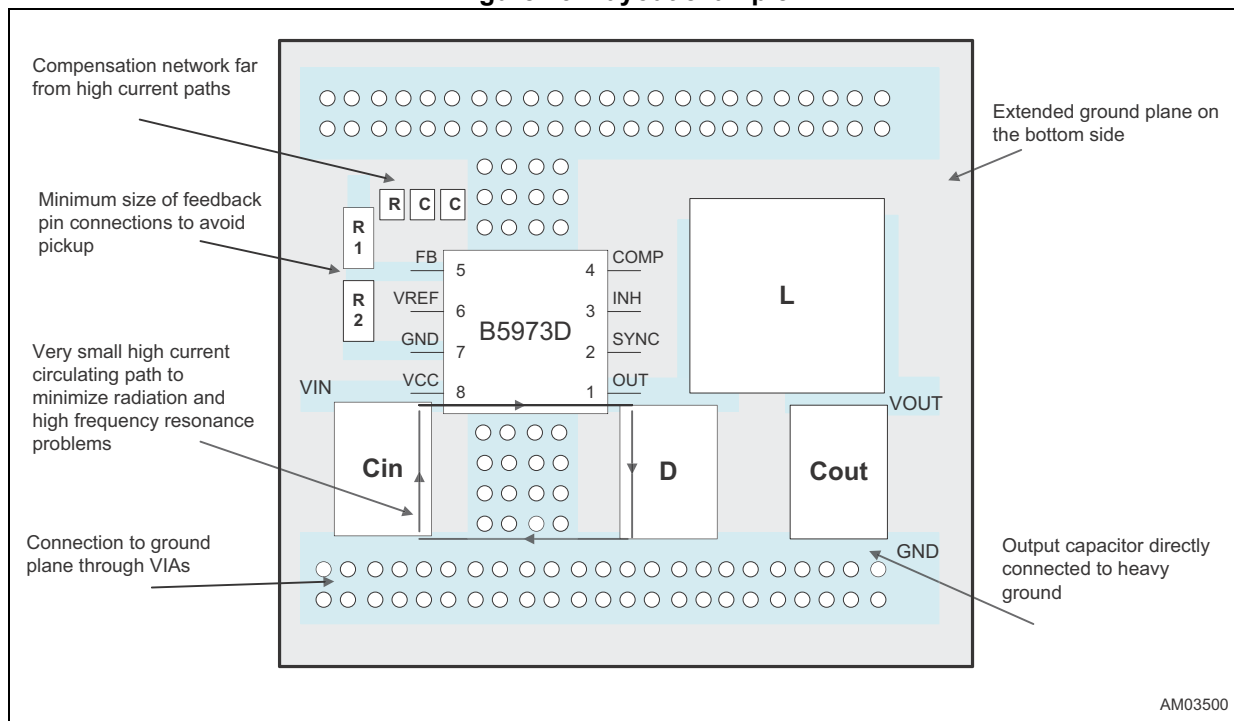 Compensation network far
from high current paths
Extended ground plane on
the bottom side
Minimum size of feedback
pin connections to avoid
pickup
R C C
R
1
R
2
FB 5 4 COMP
VREF 6 3 INH
B5973D
GND 7 2 SYNC
VCC 8 1 OUT
L
Very small high current
circulating path to
minimize radiation and
high frequency resonance
problems
VIN
VOUT
Cin
D
Cout
GND
Connection to ground
plane through VIAs
Output capacitor directly
connected to heavy
ground
AM03500